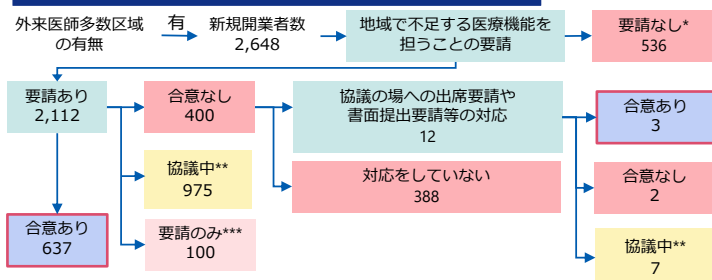 外来医師多数区域
の有無
有
新規開業者数
2,648
地域で不足する医療機能を
担うことの要請
要請なし*
536
要請あり
2,112
合意なし
400
協議の場への出席要請や
書面提出要請等の対応
12
合意あり
3
協議中**
975
対応をしていない
388
合意なし
2
合意あり
637
要請のみ***
100
協議中**
7